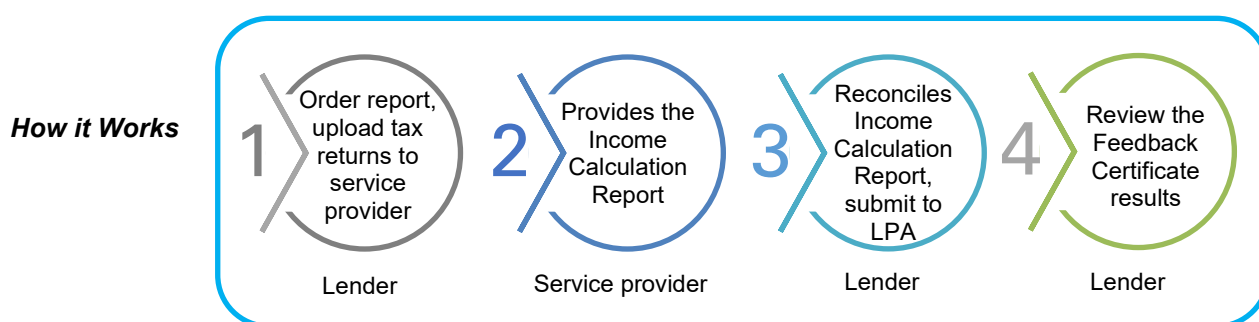 How it Works
1
Order report,
upload tax
returns to
service
provider
Lender
2
Provides the
Income
Calculation
Report
Service provider
3
Reconciles
Income
Calculation
Report,
submit to
LPA
Lender
4
Review the
Feedback
Certificate
results
Lender